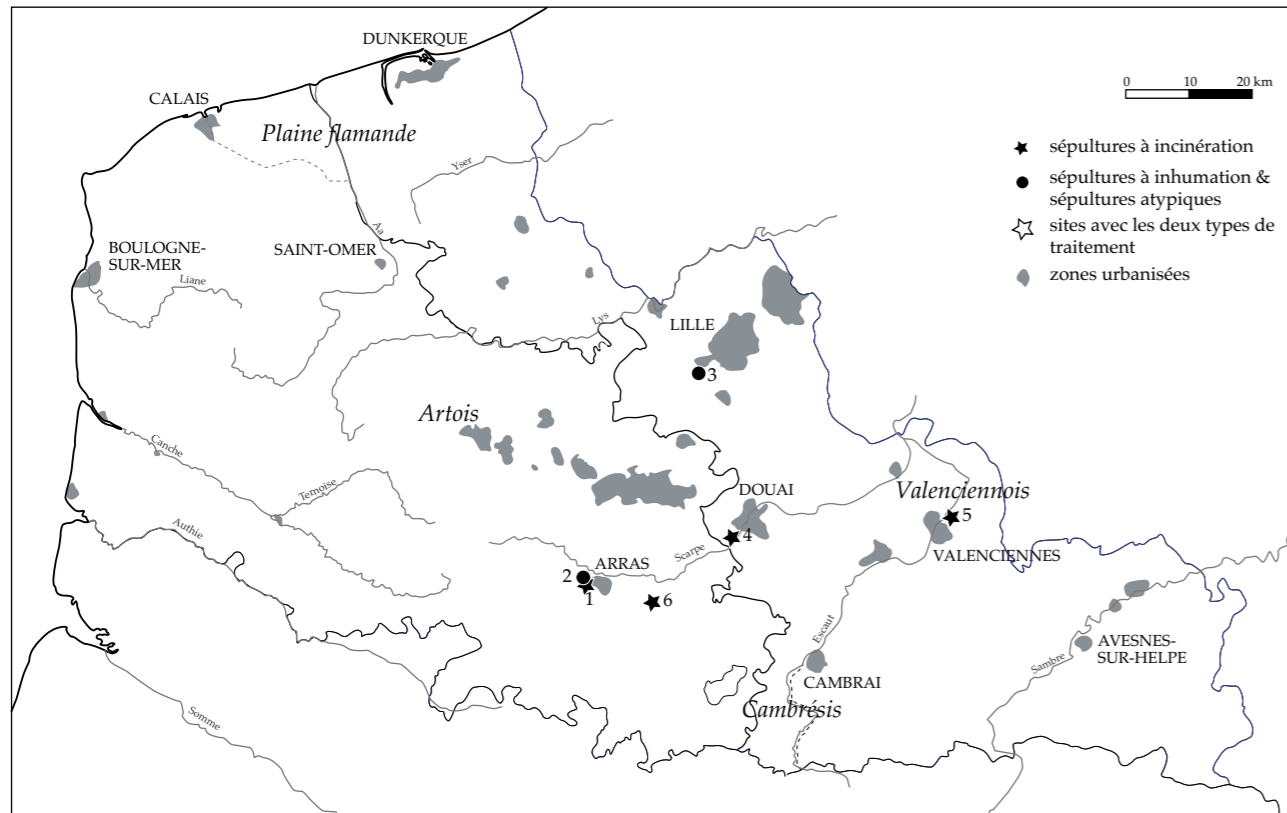 DUNKERQUE
CALAIS
Plaine flamande
0 10 20 km
sépultures à incinération
sépultures à inhumation &
sépultures atypiques
sites avec les deux types de
traitement
zones urbanisées
Yser
Aa
BOULOGNE-
SUR-MER
SAINT-OMER
Liane
Lys
LILLE
3
Artois
Canche
Ternoise
Authie
DOUAI
4
Valenciennois
5
VALENCIENNES
Scarpe
ARRAS
2
1
6
Escaut
CAMBRAI
Cambrésis
Sambre
AVESNES-
SUR-HELPE
Somme